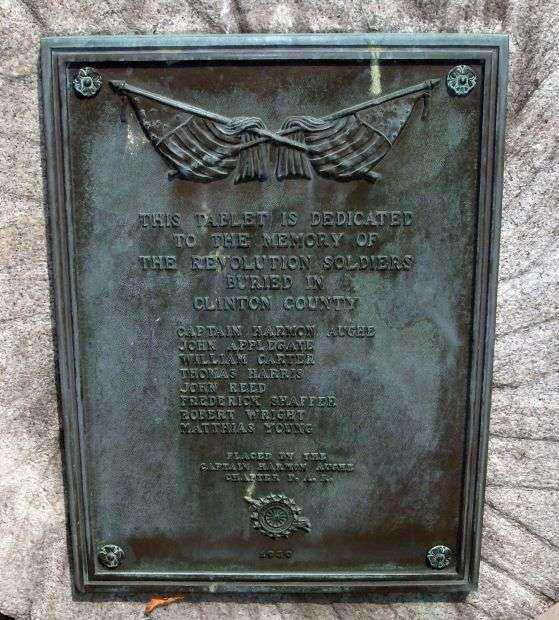 THIS TABLET IS DEDICATED
TO THE MEMORY OF
THE REVOLUTION SOLDIERS
BURIED IN
CLINTON COUNTY
CAPTAIN HARMON AUGHE
JOHN APPLEGATE
WILLIAM CARTER
THOMAS HARRIS
JOHN REED
FREDERICK SHAFFER
ROBERT WRIGHT
MATTHIAS YOUNG
PLACED BY THE
CAPTAIN HARMON AUGHE
CHAPTER D. A. R.